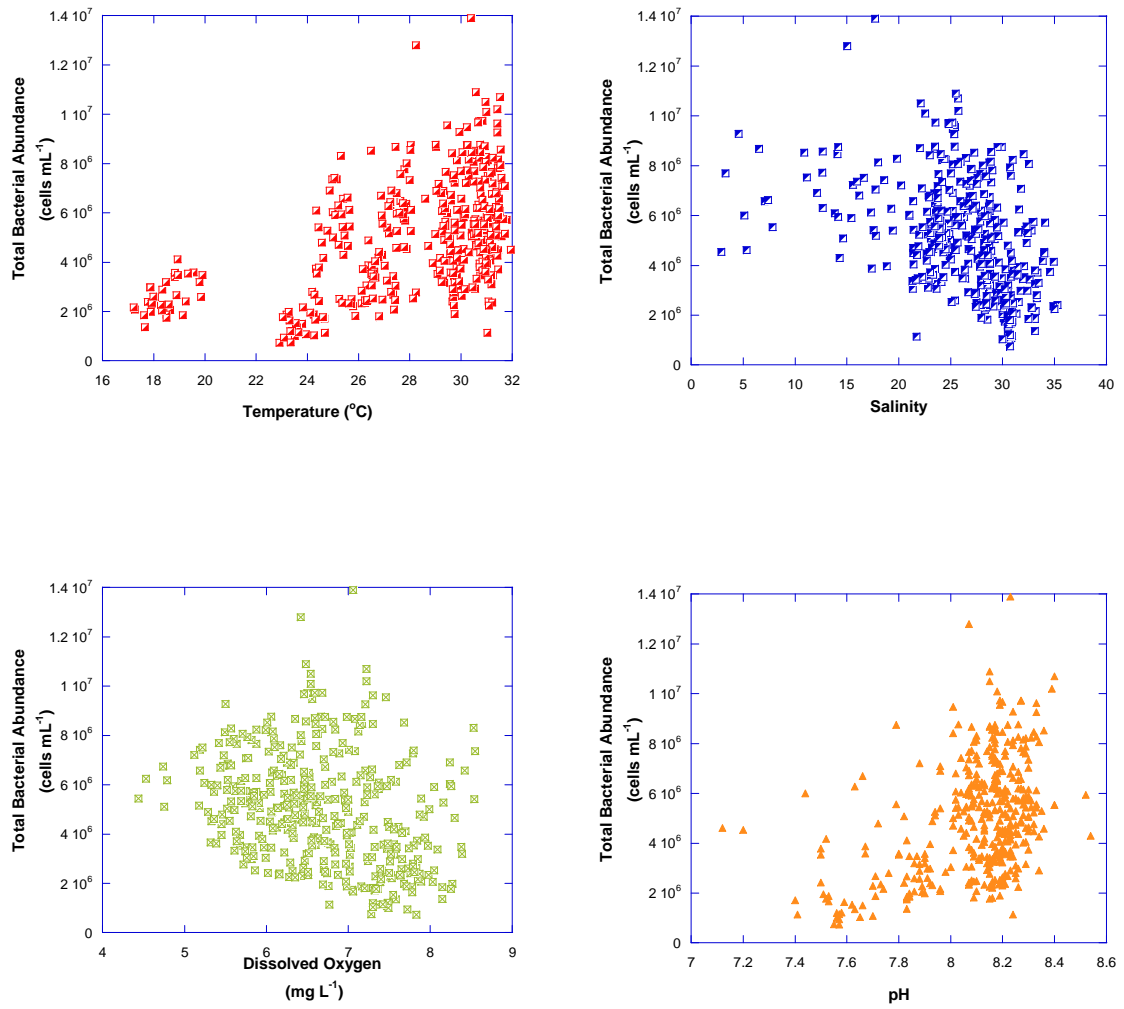 1.4 10⁷
1.2 10⁷
1 10⁷
8 10⁶
6 10⁶
4 10⁶
2 10⁶
0
Total Bacterial Abundance
(cells mL⁻¹)
16 18 20 22 24 26 28 30 32
Temperature (°C)
1.4 10⁷
1.2 10⁷
1 10⁷
8 10⁶
6 10⁶
4 10⁶
2 10⁶
0
Total Bacterial Abundance
(cells mL⁻¹)
0 5 10 15 20 25 30 35 40
Salinity
1.4 10⁷
1.2 10⁷
1 10⁷
8 10⁶
6 10⁶
4 10⁶
2 10⁶
0
Total Bacterial Abundance
(cells mL⁻¹)
4 5 6 7 8 9
Dissolved Oxygen
(mg L⁻¹)
1.4 10⁷
1.2 10⁷
1 10⁷
8 10⁶
6 10⁶
4 10⁶
2 10⁶
0
Total Bacterial Abundance
(cells mL⁻¹)
7 7.2 7.4 7.6 7.8 8 8.2 8.4 8.6
pH